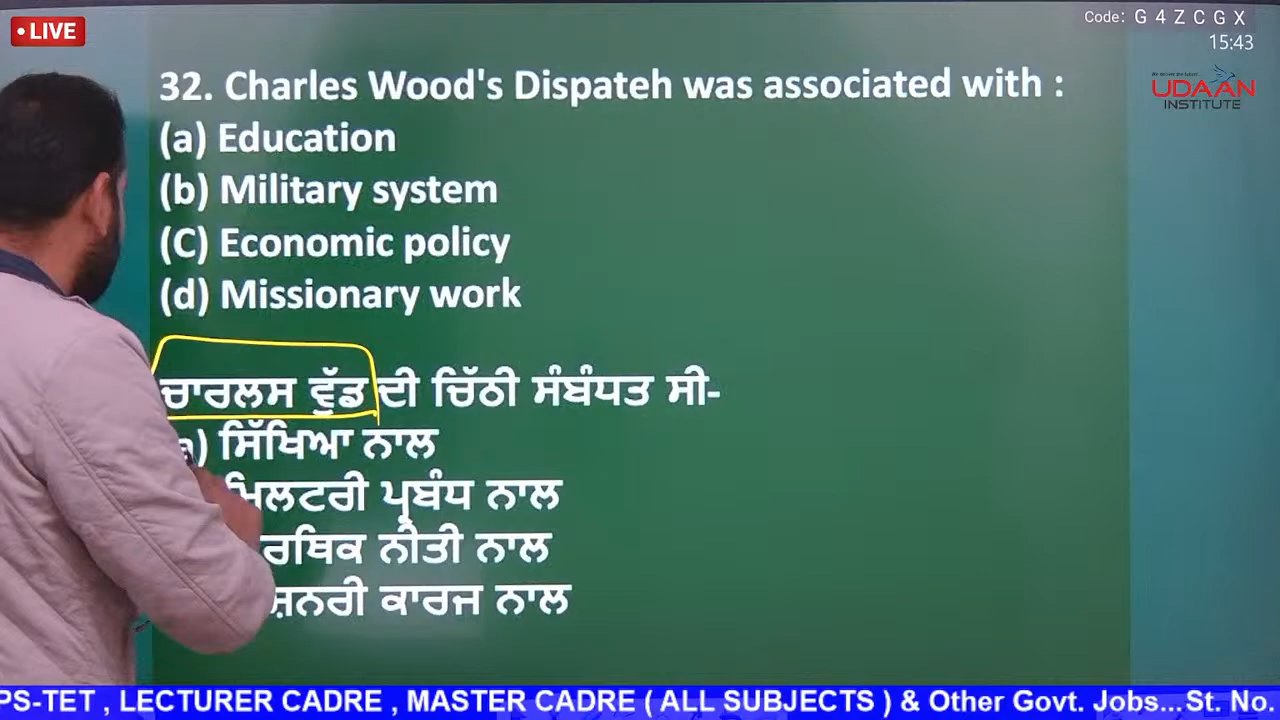 LIVE
Code: G 4 Z C G X
15:43
UDAAN
INSTITUTE
32. Charles Wood's Dispateh was associated with :
(a) Education
(b) Military system
(C) Economic policy
(d) Missionary work
ਚਾਰਲਸ ਵੁੱਡ ਦੀ ਚਿੱਠੀ ਸੰਬੰਧਤ ਸੀ-
ਸਿੱਖਿਆ ਨਾਲ
ਮਿਲਟਰੀ ਪ੍ਰਬੰਧ ਨਾਲ
ਰਥਿਕ ਨੀਤੀ ਨਾਲ
ਸ਼ਨਰੀ ਕਾਰਜ ਨਾਲ
PS-TET , LECTURER CADRE , MASTER CADRE ( ALL SUBJECTS ) & Other Govt. Jobs...St. No.